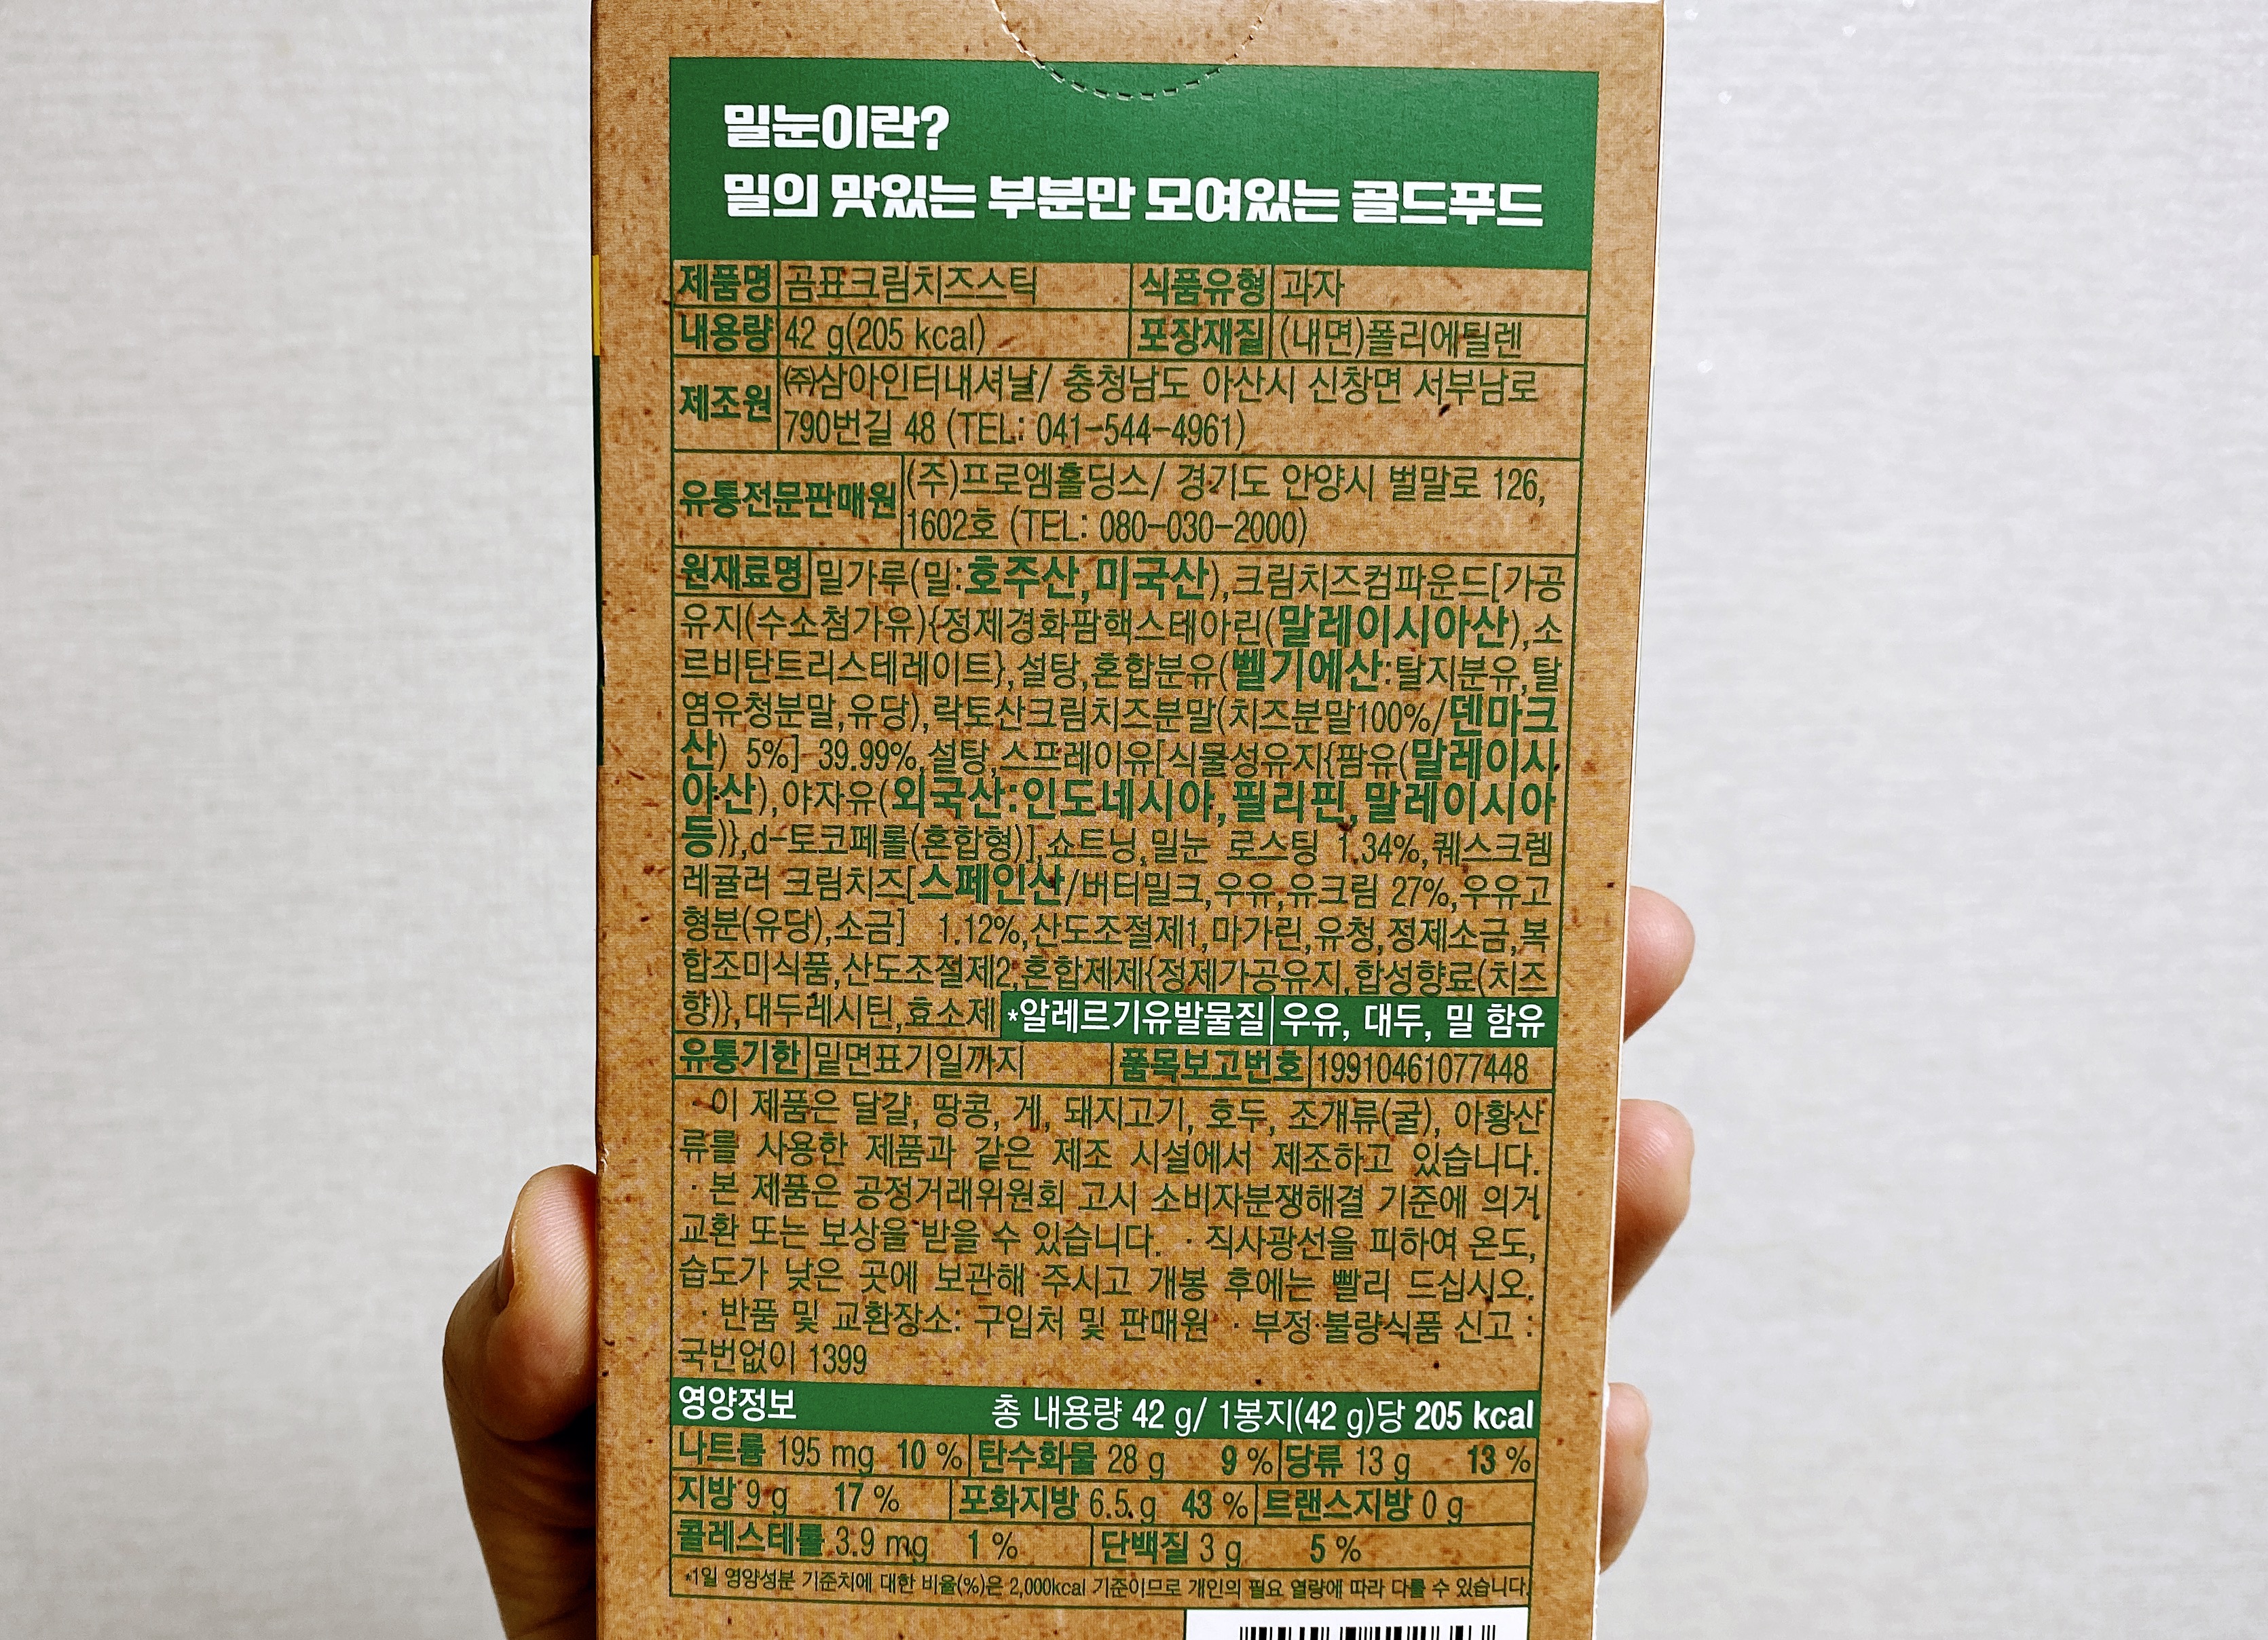 밀눈이란?
밀의 맛있는 부분만 모여있는 골드푸드
제품명 곰표크림치즈스틱 식품유형 과자
내용량 42 g(205 kcal) 포장재질 (내면)폴리에틸렌
제조원 ㈜삼아인터내셔날/ 충청남도 아산시 신창면 서부남로
790번길 48 (TEL: 041-544-4961)
유통전문판매원 (주)프로엠홀딩스/ 경기도 안양시 벌말로 126,
1602호 (TEL: 080-030-2000)
원재료명 밀가루(밀:호주산,미국산),크림치즈컴파운드[가공
유지(수소첨가유){정제경화팜핵스테아린(말레이시아산),소
르비탄트리스테레이트},설탕,혼합분유(벨기에산:탈지분유,탈
염유청분말,유당),락토산크림치즈분말(치즈분말100%/덴마크
산) 5%] 39.99%,설탕,스프레이유[식물성유지{팜유(말레이시
아산),야자유(외국산:인도네시아,필리핀,말레이시아
등)},d-토코페롤(혼합형)],쇼트닝,밀눈 로스팅 1.34%,퀘스크렘
레귤러 크림치즈[스페인산/버터밀크,우유,유크림 27%,우유고
형분(유당),소금] 1.12%,산도조절제1,마가린,유청,정제소금,복
합조미식품,산도조절제2,혼합제제{정제가공유지,합성향료(치즈
향)},대두레시틴,효소제 *알레르기유발물질 우유, 대두, 밀 함유
유통기한 밑면표기일까지 품목보고번호 19910461077448
· 이 제품은 달걀, 땅콩, 게, 돼지고기, 호두, 조개류(굴), 아황산
류를 사용한 제품과 같은 제조 시설에서 제조하고 있습니다.
· 본 제품은 공정거래위원회 고시 소비자분쟁해결 기준에 의거
교환 또는 보상을 받을 수 있습니다. · 직사광선을 피하여 온도,
습도가 낮은 곳에 보관해 주시고 개봉 후에는 빨리 드십시오.
· 반품 및 교환장소: 구입처 및 판매원 · 부정·불량식품 신고 :
국번없이 1399
영양정보 총 내용량 42 g/ 1봉지(42 g)당 205 kcal
나트륨 195 mg 10 % 탄수화물 28 g 9 % 당류 13 g 13 %
지방 9 g 17 % 포화지방 6.5 g 43 % 트랜스지방 0 g
콜레스테롤 3.9 mg 1 % 단백질 3 g 5 %
*1일 영양성분 기준치에 대한 비율(%)은 2,000kcal 기준이므로 개인의 필요 열량에 따라 다를 수 있습니다.